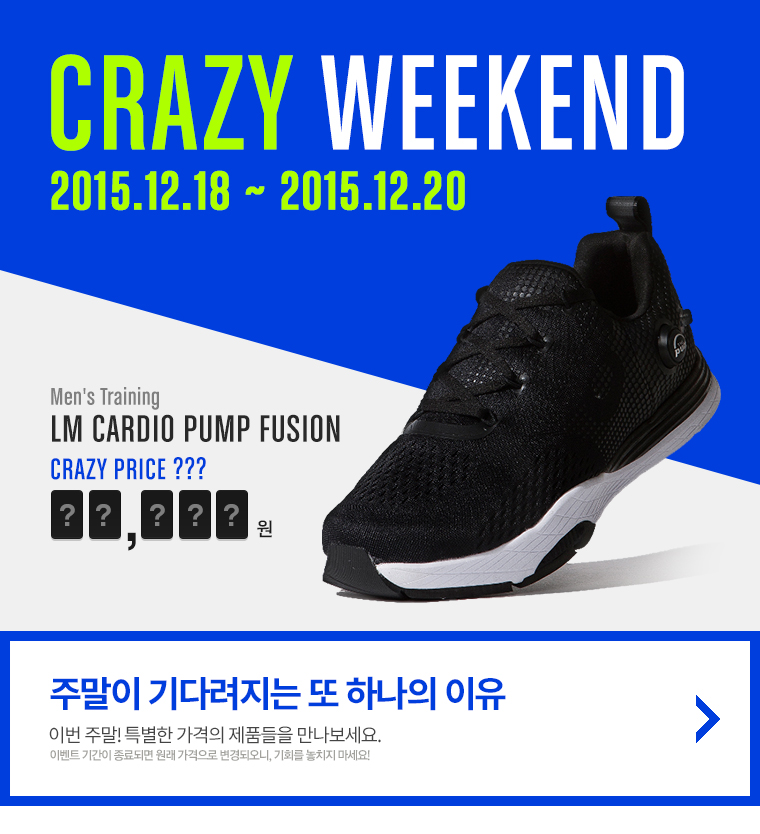 CRAZY WEEKEND
2015.12.18 ~ 2015.12.20
Men's Training
LM CARDIO PUMP FUSION
CRAZY PRICE ???
??,??? 원
주말이 기다려지는 또 하나의 이유
이번 주말! 특별한 가격의 제품들을 만나보세요.
이벤트 기간이 종료되면 원래 가격으로 변경되오니, 기회를 놓치지 마세요!